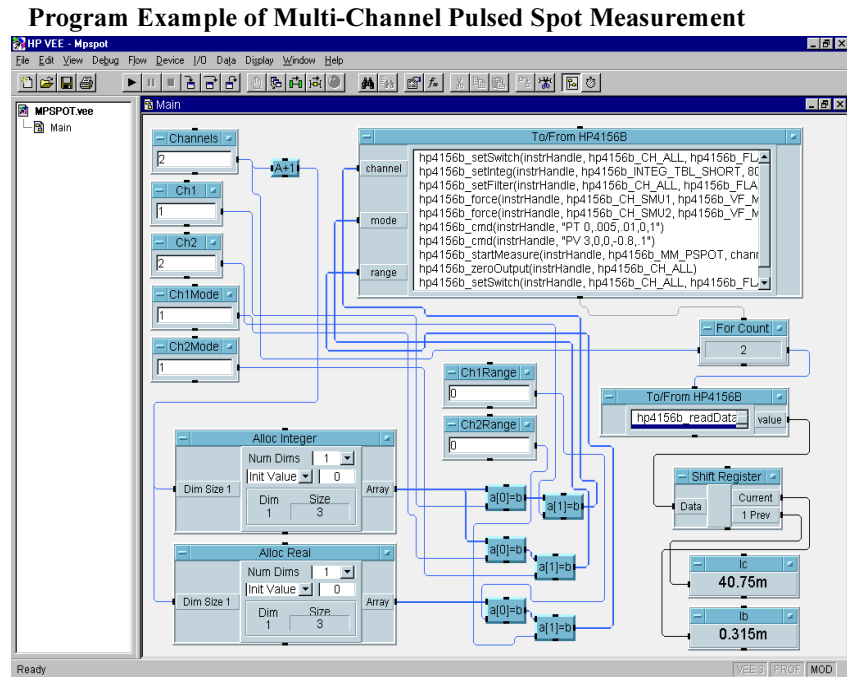 Program Example of Multi-Channel Pulsed Spot Measurement
HP VEE - Mpspot
File Edit View Debug Flow Device I/O Data Display Window Help
MPSPOT.vee
Main
Main
Channels
2
A+1
Ch1
1
Ch2
2
Ch1Mode
1
Ch2Mode
1
To/From HP4156B
channel
mode
range
hp4156b_setSwitch(instrHandle, hp4156b_CH_ALL, hp4156b_FLA
hp4156b_setInteg(instrHandle, hp4156b_INTEG_TBL_SHORT, 80
hp4156b_setFilter(instrHandle, hp4156b_CH_ALL, hp4156b_FLA
hp4156b_force(instrHandle, hp4156b_CH_SMU1, hp4156b_VF_M
hp4156b_force(instrHandle, hp4156b_CH_SMU2, hp4156b_VF_M
hp4156b_cmd(instrHandle, "PT 0,.005,.01,0,1")
hp4156b_cmd(instrHandle, "PV 3,0,0,-0.8,.1")
hp4156b_startMeasure(instrHandle, hp4156b_MM_PSPOT, chann
hp4156b_zeroOutput(instrHandle, hp4156b_CH_ALL)
hp4156b_setSwitch(instrHandle, hp4156b_CH_ALL, hp4156b_FL
For Count
2
Ch1Range
0
Ch2Range
0
To/From HP4156B
hp4156b_readData
value
Alloc Integer
Num Dims 1
Init Value 0
Dim Size 1
Array
Dim Size
1 3
Alloc Real
Num Dims 1
Init Value 0
Dim Size 1
Array
Dim Size
1 3
a[0]=b
a[1]=b
a[0]=b
a[1]=b
a[0]=b
a[1]=b
Shift Register
Data
Current
1 Prev
Ic
40.75m
Ib
0.315m
Ready
VEE 3 PROF MOD